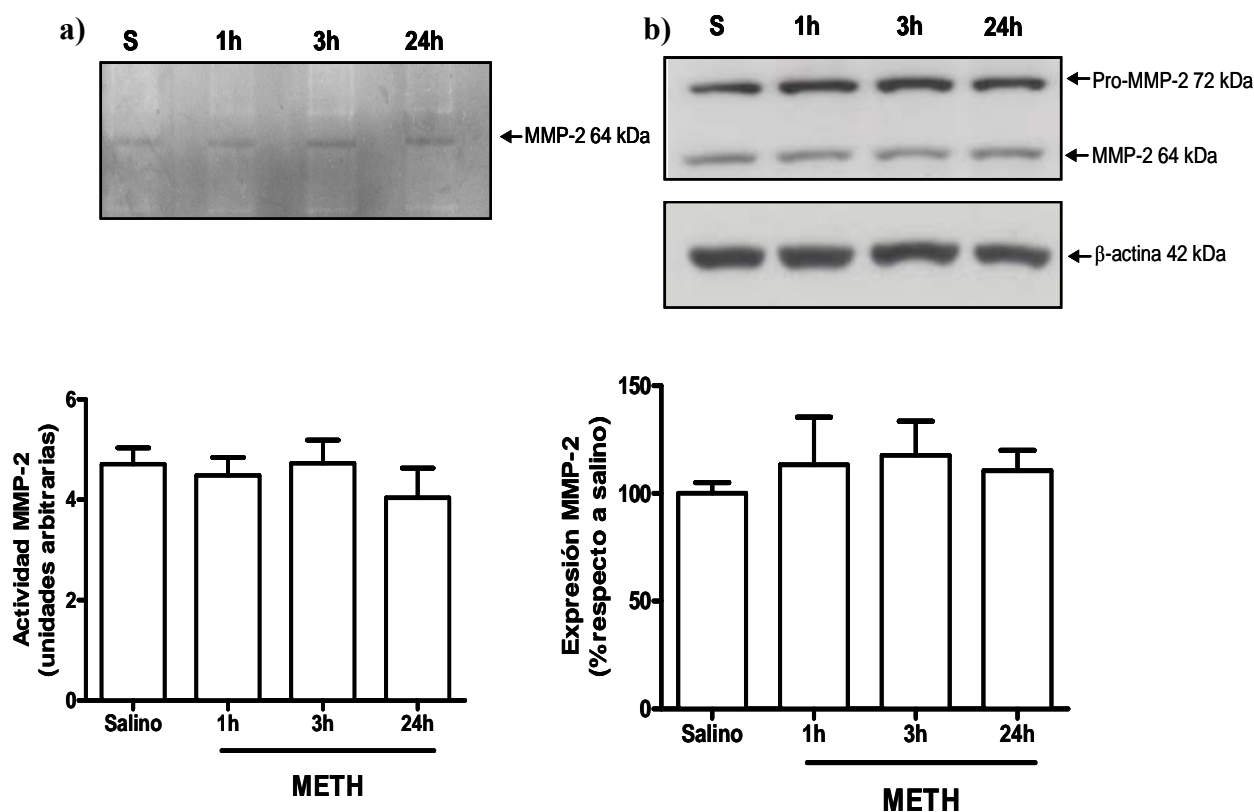 a)
S 1h 3h 24h
MMP-2 64 kDa
b)
S 1h 3h 24h
Pro-MMP-2 72 kDa
MMP-2 64 kDa
β-actina 42 kDa
Actividad MMP-2
(unidades arbitrarias)
6
4
2
0
Salino 1h 3h 24h
METH
Expresión MMP-2
(%respecto a salino)
150
100
50
0
Salino 1h 3h 24h
METH